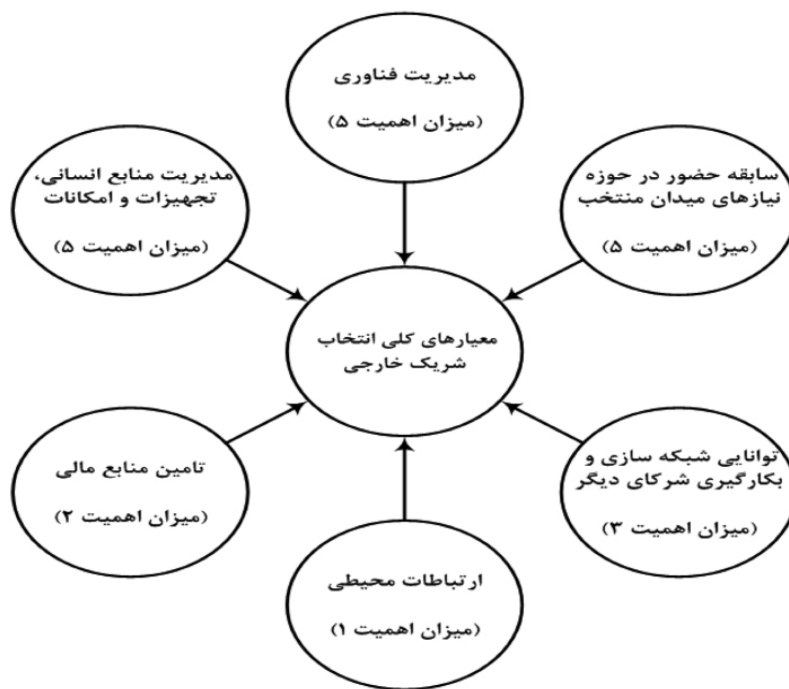 مدیریت فناوری
(میزان اهمیت ۵)
سابقه حضور در حوزه
نیازهای میدان منتخب
(میزان اهمیت ۵)
مدیریت منابع انسانی،
تجهیزات و امکانات
(میزان اهمیت ۵)
معیارهای کلی انتخاب
شریک خارجی
توانایی شبکه سازی و
بکارگیری شرکای دیگر
(میزان اهمیت ۳)
تامین منابع مالی
(میزان اهمیت ۲)
ارتباطات محیطی
(میزان اهمیت ۱)